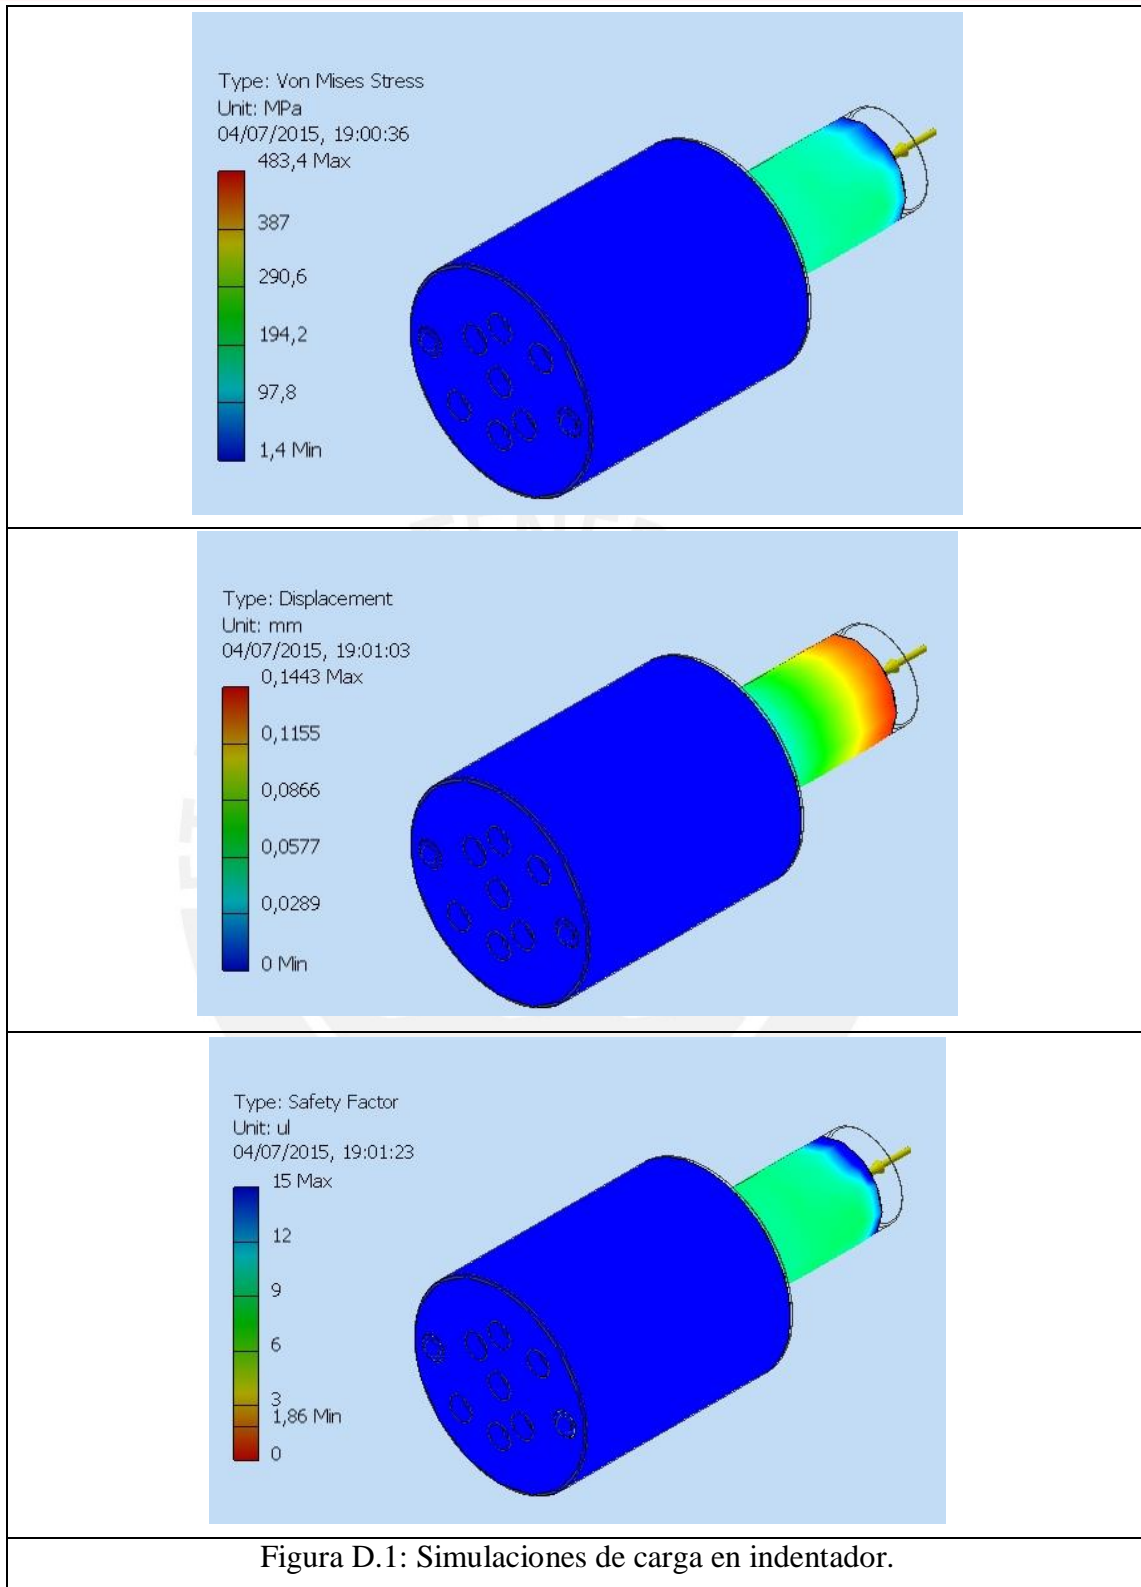 Type: Von Mises Stress
Unit: MPa
04/07/2015, 19:00:36
483,4 Max
387
290,6
194,2
97,8
1,4 Min
Type: Displacement
Unit: mm
04/07/2015, 19:01:03
0,1443 Max
0,1155
0,0866
0,0577
0,0289
0 Min
Type: Safety Factor
Unit: ul
04/07/2015, 19:01:23
15 Max
12
9
6
3
1,86 Min
0
Figura D.1: Simulaciones de carga en indentador.